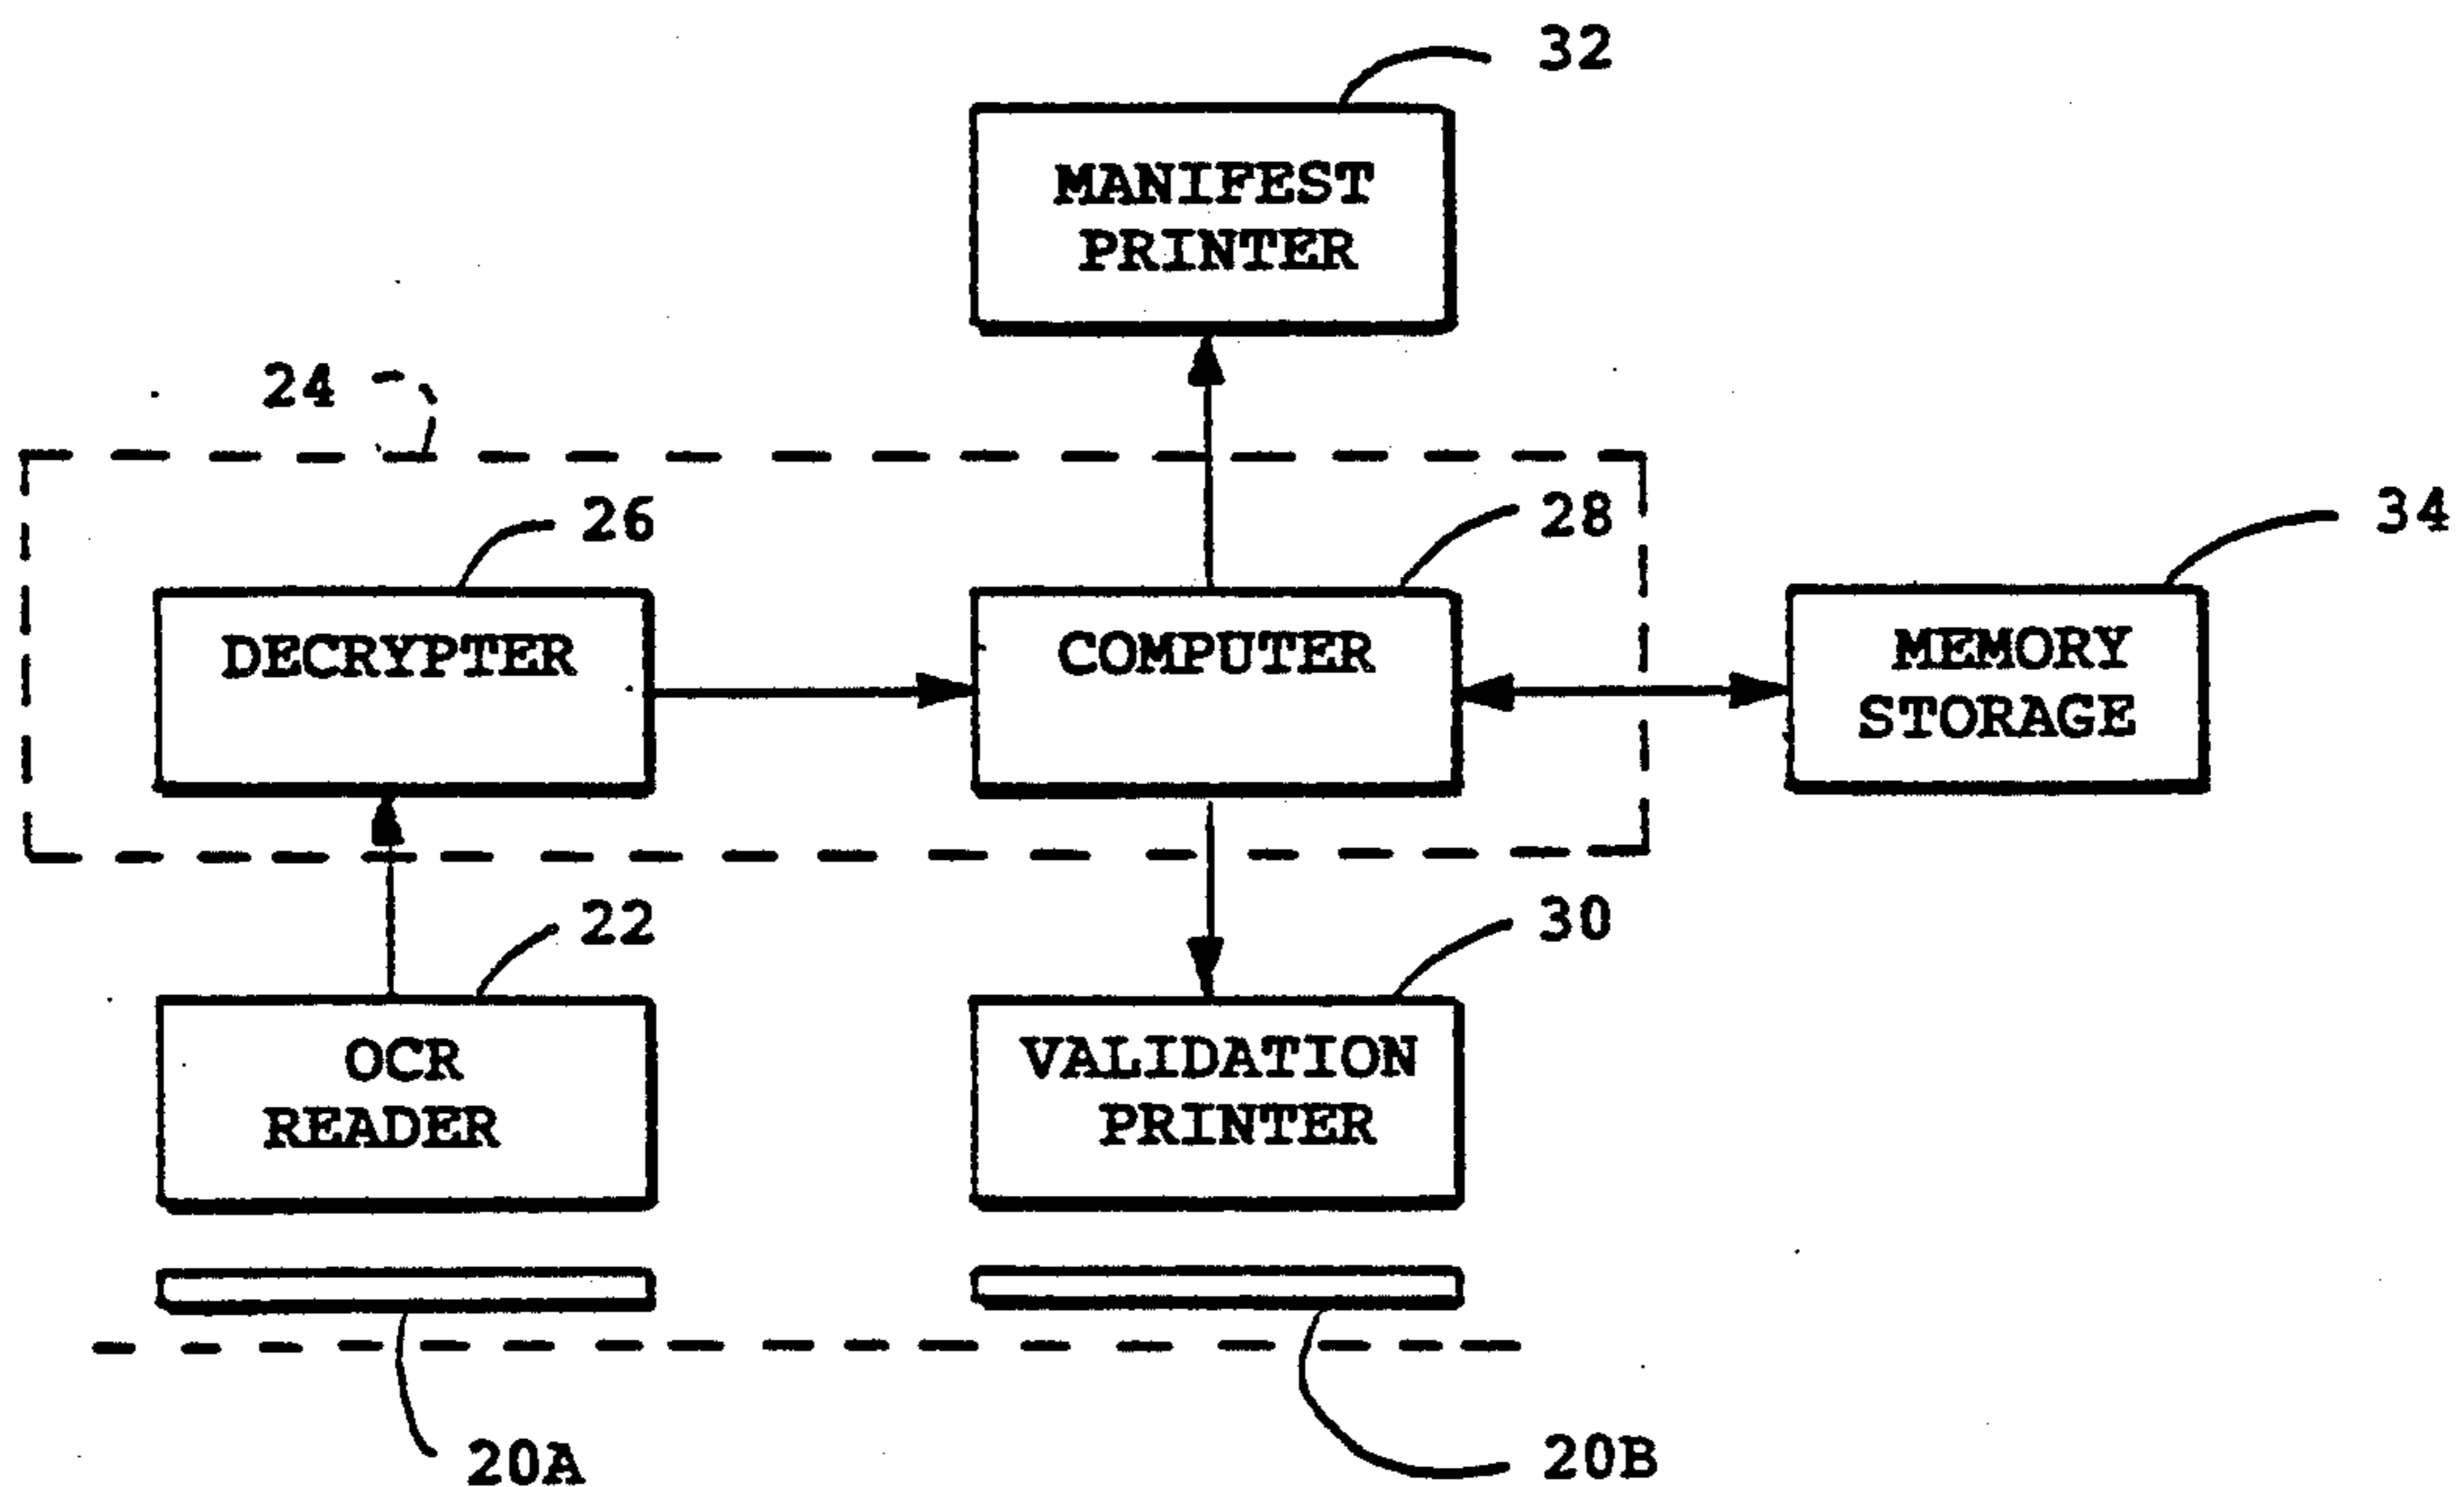 32
MANIFEST
PRINTER
24
26
28
34
DECRYPTER
COMPUTER
MEMORY
STORAGE
22
30
OCR
READER
VALIDATION
PRINTER
20A
20B